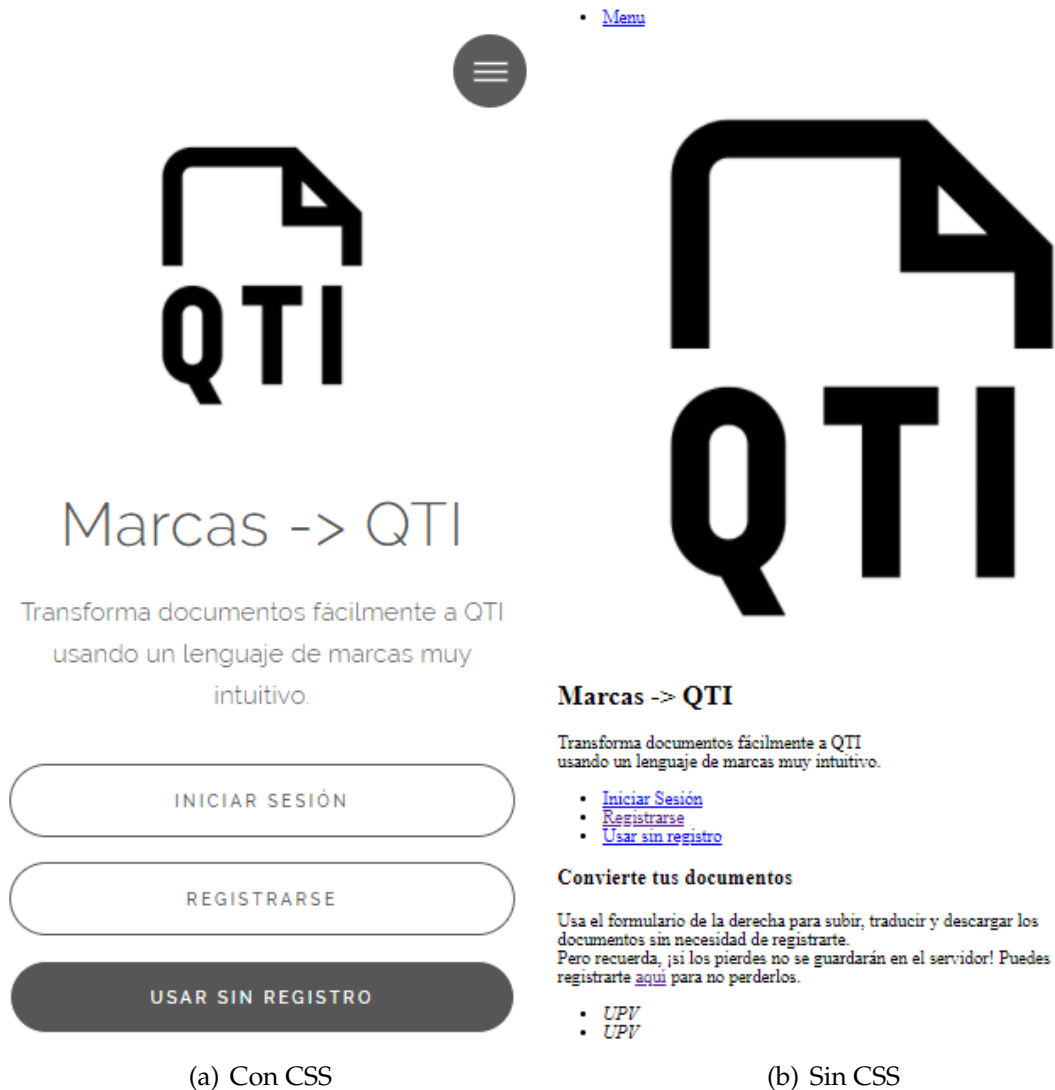 QTI
Marcas -> QTI
Transforma documentos fácilmente a QTI
usando un lenguaje de marcas muy
intuitivo.
INICIAR SESIÓN
REGISTRARSE
USAR SIN REGISTRO
(a) Con CSS
Menu
QTI
Marcas -> QTI
Transforma documentos fácilmente a QTI
usando un lenguaje de marcas muy intuitivo.
Iniciar Sesión
Registrarse
Usar sin registro
Convierte tus documentos
Usa el formulario de la derecha para subir, traducir y descargar los
documentos sin necesidad de registrarte.
Pero recuerda, ¡si los pierdes no se guardarán en el servidor! Puedes
registrarte aquí para no perderlos.
UPV
UPV
(b) Sin CSS